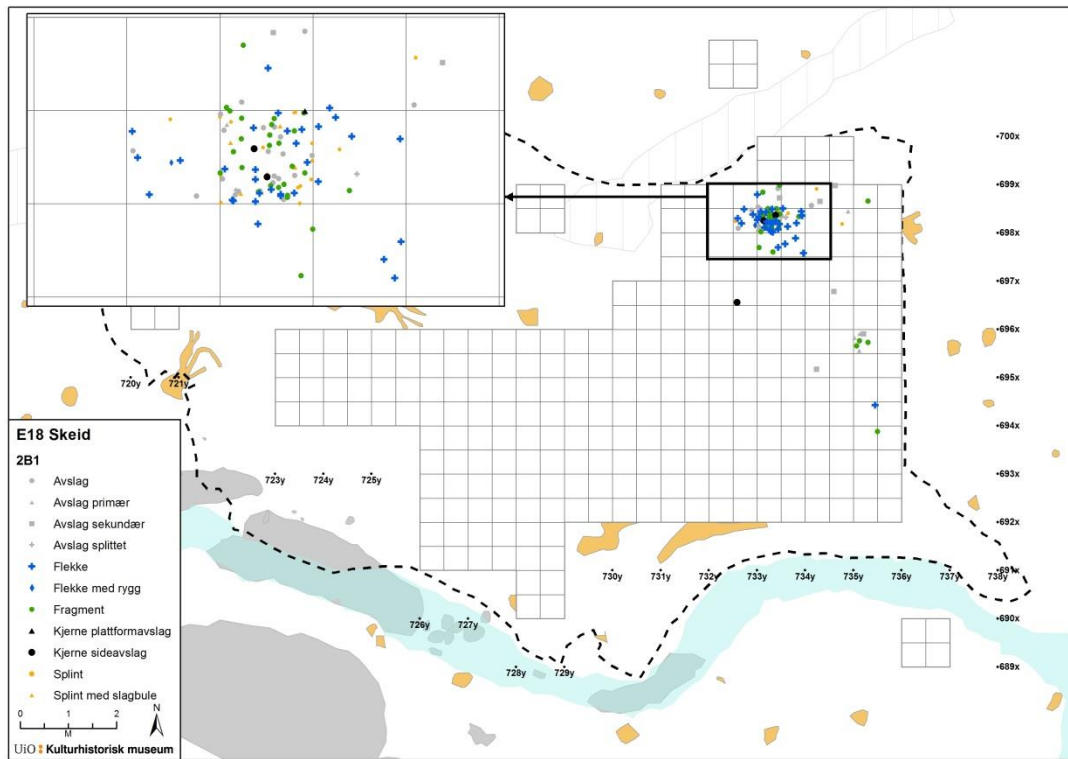 700x
699x
698x
697x
696x
695x
720y 721y
694x
E18 Skeid
2B1
Avslag
Avslag primær
Avslag sekundær
Avslag splittet
Flekke
Flekke med rygg
Fragment
Kjerne plattformavslag
Kjerne sideavslag
Splint
Splint med slagbule
0 1 2
M
N
UiO Kulturhistorisk museum
723y 724y 725y
693x
692x
730y 731y 732y 733y 734y 735y 736y 737y 738y
691x
726y 727y
690x
728y 729y
689x